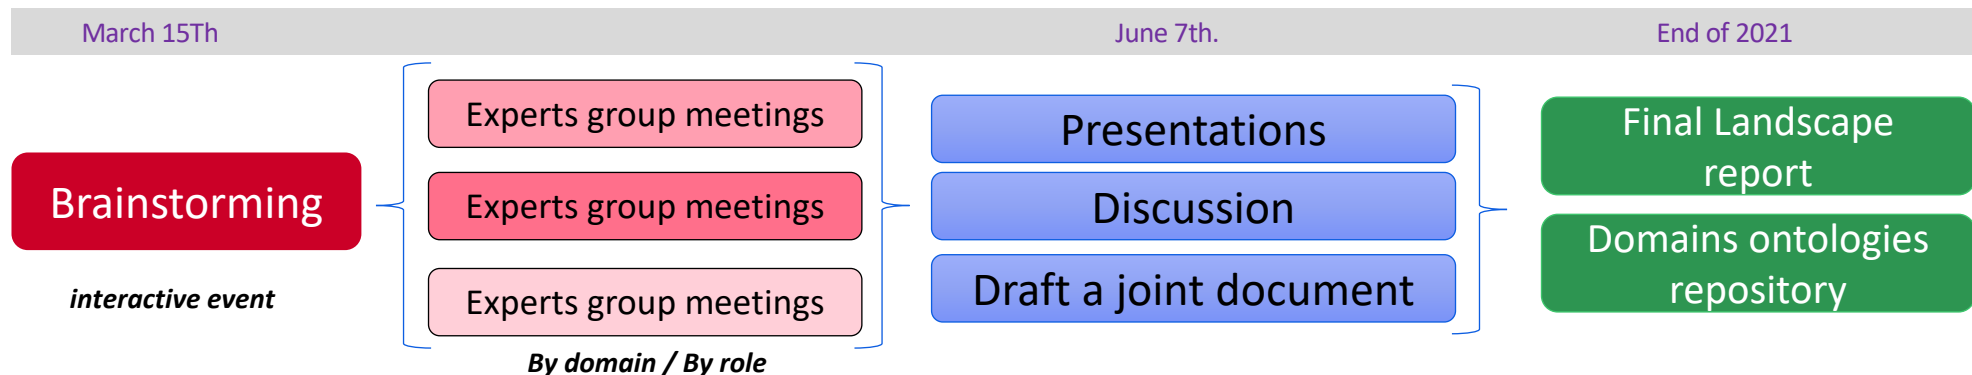 March 15Th
June 7th.
End of 2021
Brainstorming
interactive event
Experts group meetings
Experts group meetings
Experts group meetings
By domain / By role
Presentations
Discussion
Draft a joint document
Final Landscape
report
Domains ontologies
repository